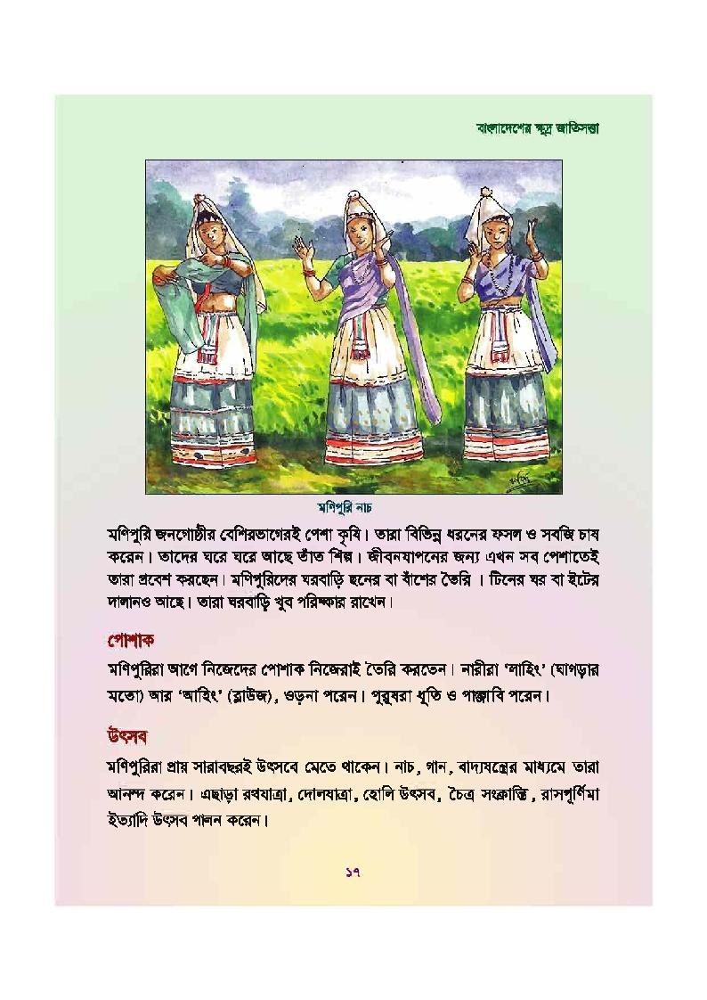 বাংলাদেশের ক্ষুদ্র জাতিসত্তা
মণিপুরি নাচ
মণিপুরি জনগোষ্ঠীর বেশিরভাগেরই পেশা কৃষি। তারা বিভিন্ন ধরনের ফসল ও সবজি চাষ
করেন। তাদের ঘরে ঘরে আছে তাঁত শিল্প। জীবনযাপনের জন্য এখন সব পেশাতেই
তারা প্রবেশ করছেন। মণিপুরিদের ঘরবাড়ি ছনের বা বাঁশের তৈরি । টিনের ঘর বা ইটের
দালানও আছে। তারা ঘরবাড়ি খুব পরিষ্কার রাখেন।
পোশাক
মণিপুরিরা আগে নিজেদের পোশাক নিজেরাই তৈরি করতেন। নারীরা ‘লাহিং’ (ঘাগড়ার
মতো) আর ‘আহিং’ (ব্লাউজ), ওড়না পরেন। পুরুষরা ধূতি ও পাঞ্জাবি পরেন।
উৎসব
মণিপুরিরা প্রায় সারাবছরই উৎসবে মেতে থাকেন। নাচ, গান, বাদ্যযন্ত্রের মাধ্যমে তারা
আনন্দ করেন। এছাড়া রথযাত্রা, দোলযাত্রা, হোলি উৎসব, চৈত্র সংক্রান্তি, রাসপূর্ণিমা
ইত্যাদি উৎসব পালন করেন।
১৭